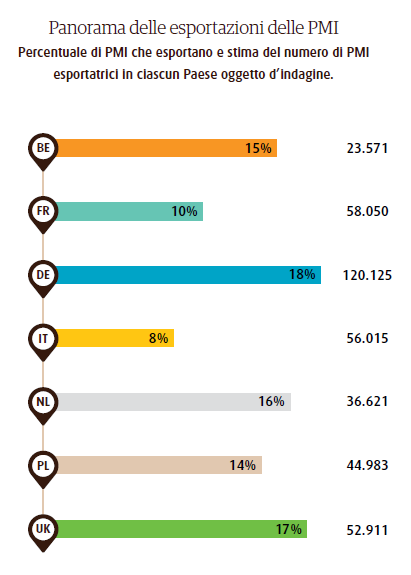 Panorama delle esportazioni delle PMI
Percentuale di PMI che esportano e stima del numero di PMI
esportatrici in ciascun Paese oggetto d'indagine.
BE 15% 23.571
FR 10% 58.050
DE 18% 120.125
IT 8% 56.015
NL 16% 36.621
PL 14% 44.983
UK 17% 52.911